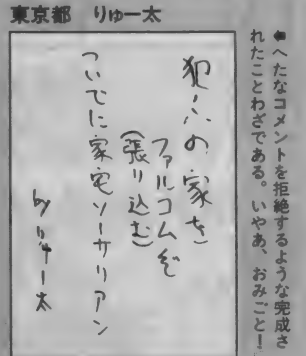 東京都　りゅー太
●へたなコメントを拒絶するような完成さ
れたことわざである。いやあ、おみごと！
犯人の家を
ファルコムぞ
(張り込む)
ついでに家宅ソーサリアン
byりゅー太